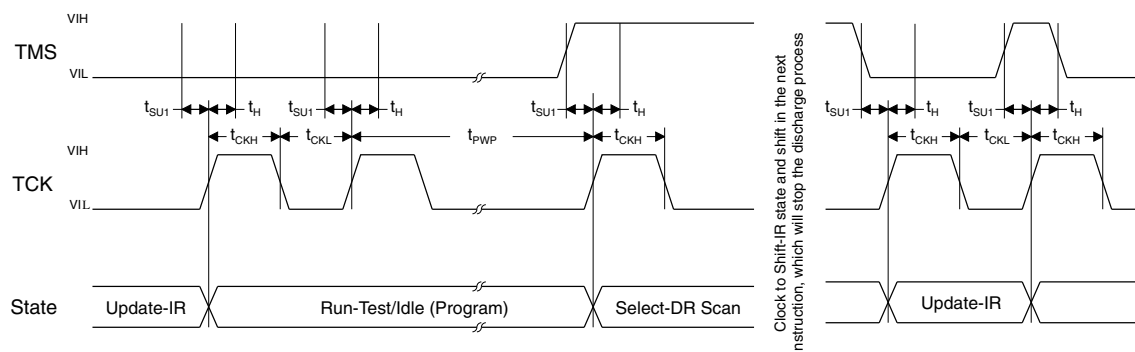 VIH
TMS
VIL
tSU1 tH tSU1 tH tSU1 tH tSU1 tH tSU1 tH
tCKH tCKL tPWP tCKH tCKH tCKL tCKH
VIH
TCK
VIL
State
Update-IR
Run-Test/Idle (Program)
Select-DR Scan
Clock to Shift-IR state and shift in the next
nstruction, which will stop the discharge process
Update-IR